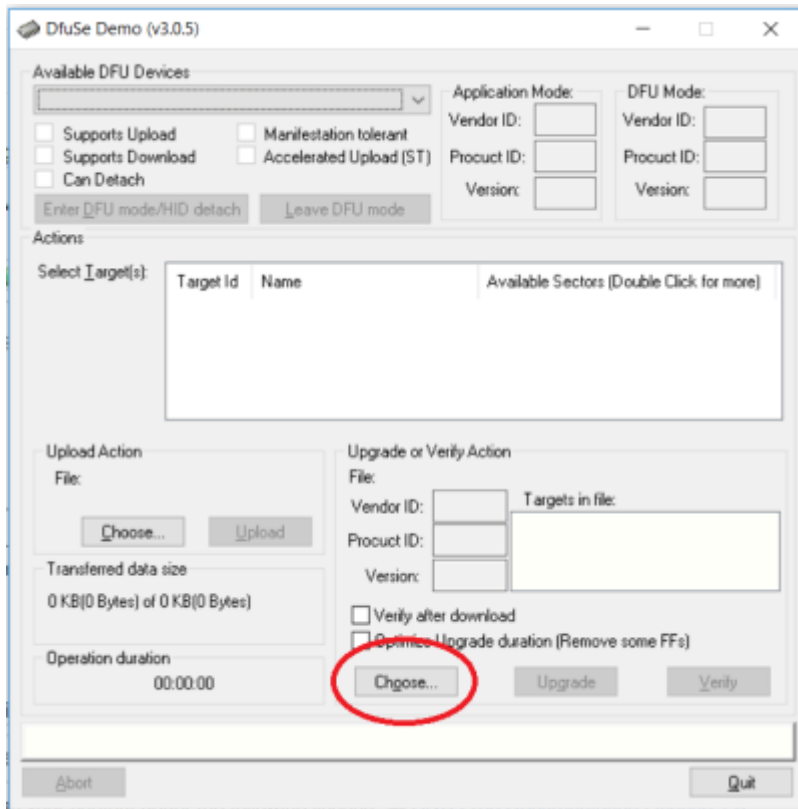 DfuSe Demo (v3.0.5)
Available DFU Devices
Supports Upload
Manifestation tolerant
Supports Download
Accelerated Upload (ST)
Can Detach
Enter DFU mode/HID detach
Leave DFU mode
Application Mode:
Vendor ID:
Procuct ID:
Version:
DFU Mode:
Vendor ID:
Procuct ID:
Version:
Actions
Select Target(s):
Target Id
Name
Available Sectors (Double Click for more)
Upload Action
File:
Choose...
Upload
Transferred data size
0 KB(0 Bytes) of 0 KB(0 Bytes)
Operation duration
00:00:00
Upgrade or Verify Action
File:
Vendor ID:
Procuct ID:
Version:
Targets in file:
Verify after download
Optimize Upgrade duration (Remove some FFs)
Choose...
Upgrade
Verify
Abort
Quit